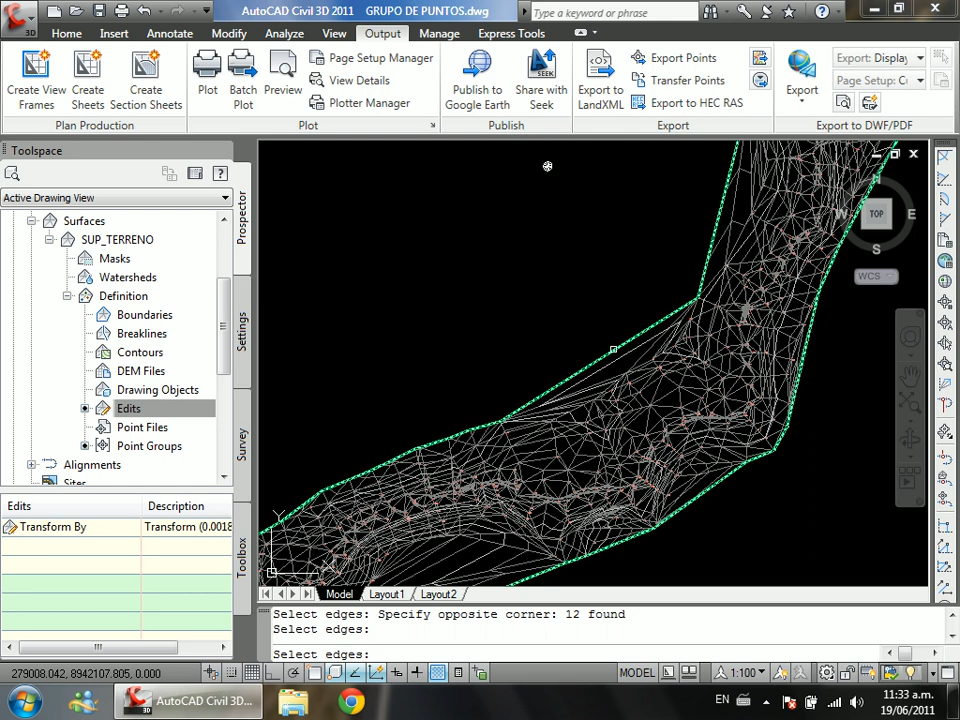 AutoCAD Civil 3D 2011 GRUPO DE PUNTOS.dwg
Type a keyword or phrase
3D
Home Insert Annotate Modify Analyze View Output Manage Express Tools
Create View Frames
Create Sheets
Create Section Sheets
Plan Production
Plot
Batch Plot
Preview
Page Setup Manager
View Details
Plotter Manager
Plot
Publish to Google Earth
SEEK
Share with Seek
Publish
Export to LandXML
Export Points
Transfer Points
Export to HEC RAS
Export
Export
Export: Display
Page Setup: C
Export to DWF/PDF
Toolspace
Active Drawing View
Surfaces
SUP_TERRENO
Masks
Watersheds
Definition
Boundaries
Breaklines
Contours
DEM Files
Drawing Objects
Edits
Point Files
Point Groups
Alignments
Sites
Prospector
Settings
Survey
Toolbox
Edits Description
Transform By Transform (0.0018
TOP
W
E
S
WCS
Y
Model Layout1 Layout2
Select edges: Specify opposite corner: 12 found
Select edges:
Select edges:
279008.042, 8942107.805, 0.000
MODEL
1:100
AutoCAD Civil 3D...
EN
11:33 a.m.
19/06/2011